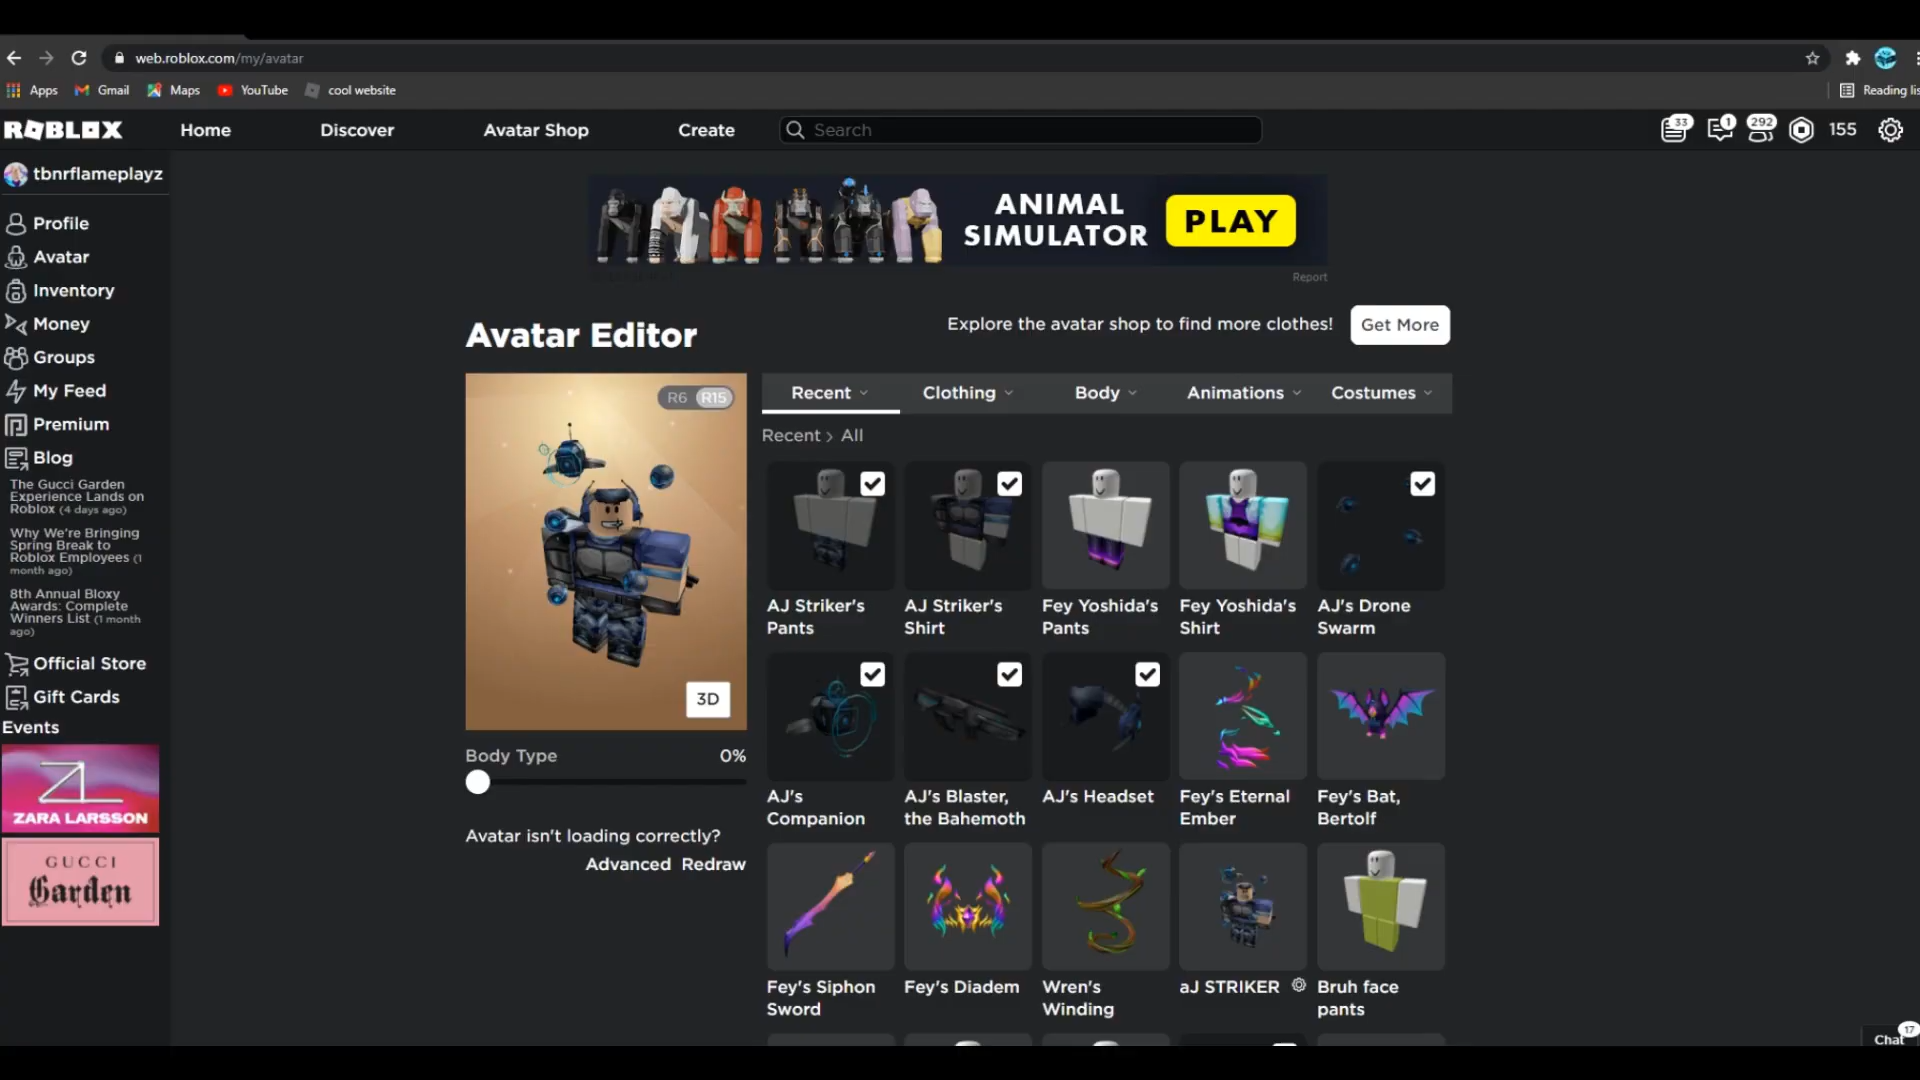 web.roblox.com/my/avatar
Apps Gmail Maps YouTube cool website
Reading lis
ROBLOX Home Discover Avatar Shop Create Search 33 1 292 155
tbnrflameplayz
Profile
Avatar
Inventory
Money
Groups
My Feed
Premium
Blog
The Gucci Garden
Experience Lands on
Roblox (4 days ago)
Why We're Bringing
Spring Break to
Roblox Employees (1
month ago)
8th Annual Bloxy
Awards: Complete
Winners List (1 month
ago)
Official Store
Gift Cards
Events
ZL
ZARA LARSSON
GUCCI
Garden
ANIMAL
SIMULATOR
PLAY
Report
Avatar Editor
Explore the avatar shop to find more clothes! Get More
R6 R15
3D
Body Type 0%
Avatar isn't loading correctly?
Advanced Redraw
Recent Clothing Body Animations Costumes
Recent > All
AJ Striker's
Pants
AJ Striker's
Shirt
Fey Yoshida's
Pants
Fey Yoshida's
Shirt
AJ's Drone
Swarm
AJ's
Companion
AJ's Blaster,
the Bahemoth
AJ's Headset
Fey's Eternal
Ember
Fey's Bat,
Bertolf
Fey's Siphon
Sword
Fey's Diadem
Wren's
Winding
aJ STRIKER
Bruh face
pants
Chat 17